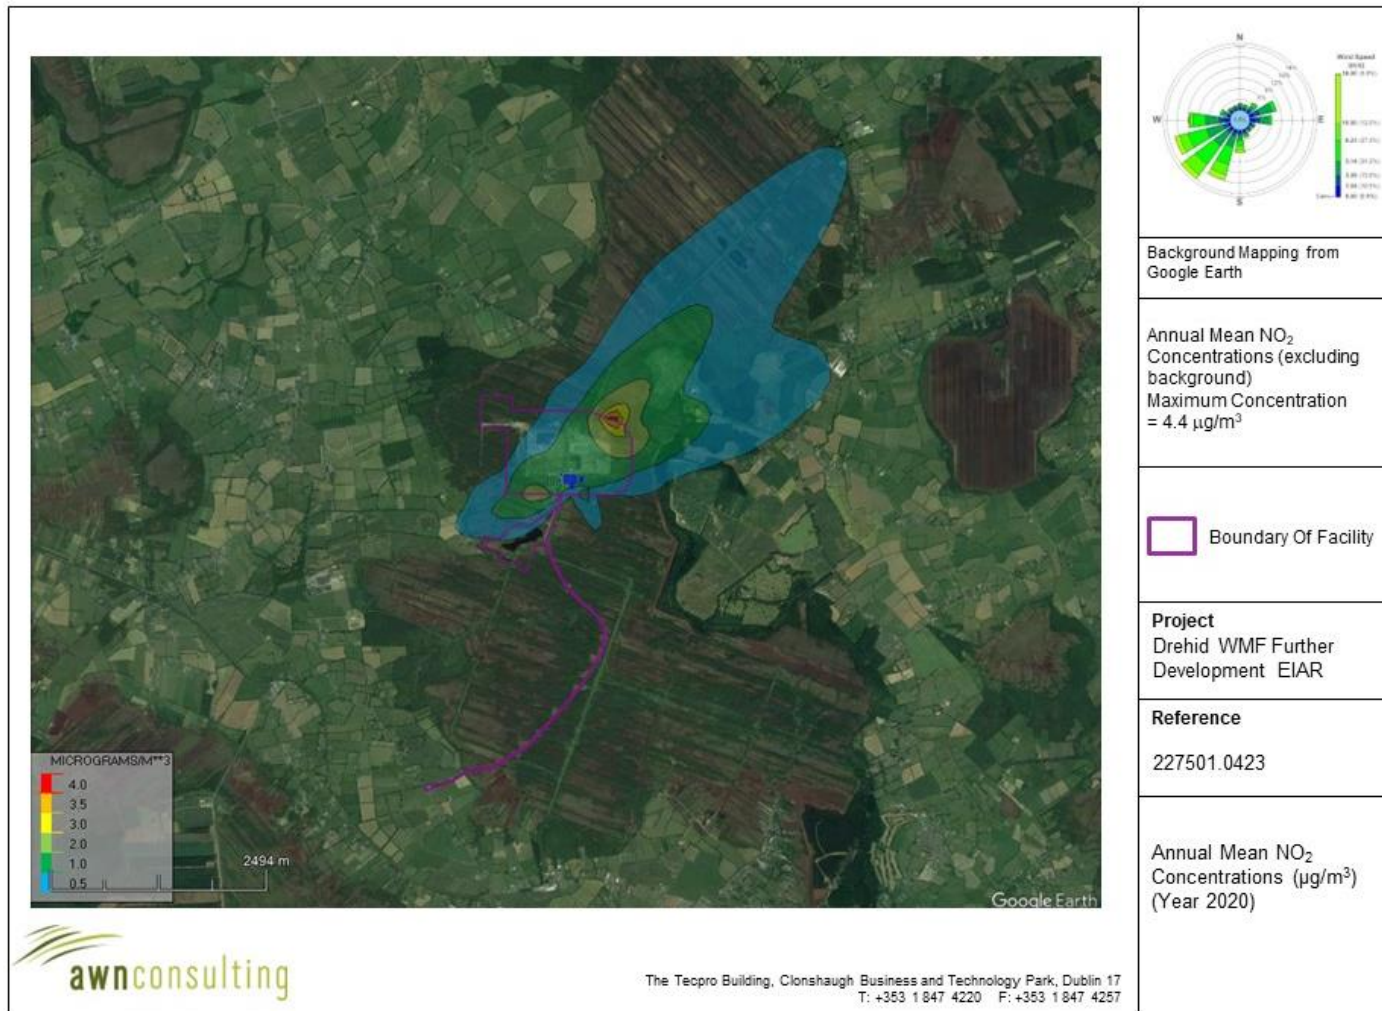 N
W
E
S
Background Mapping from
Google Earth
Annual Mean NO₂
Concentrations (excluding
background)
Maximum Concentration
= 4.4 µg/m³
Boundary Of Facility
Project
Drehid WMF Further
Development EIAR
Reference
227501.0423
Annual Mean NO₂
Concentrations (µg/m³)
(Year 2020)
MICROGRAMS/M**3
4.0
3.5
3.0
2.0
1.0
0.5
2494 m
Google Earth
awnconsulting
The Tecpro Building, Clonshaugh Business and Technology Park, Dublin 17
T: +353 1 847 4220 F: +353 1 847 4257